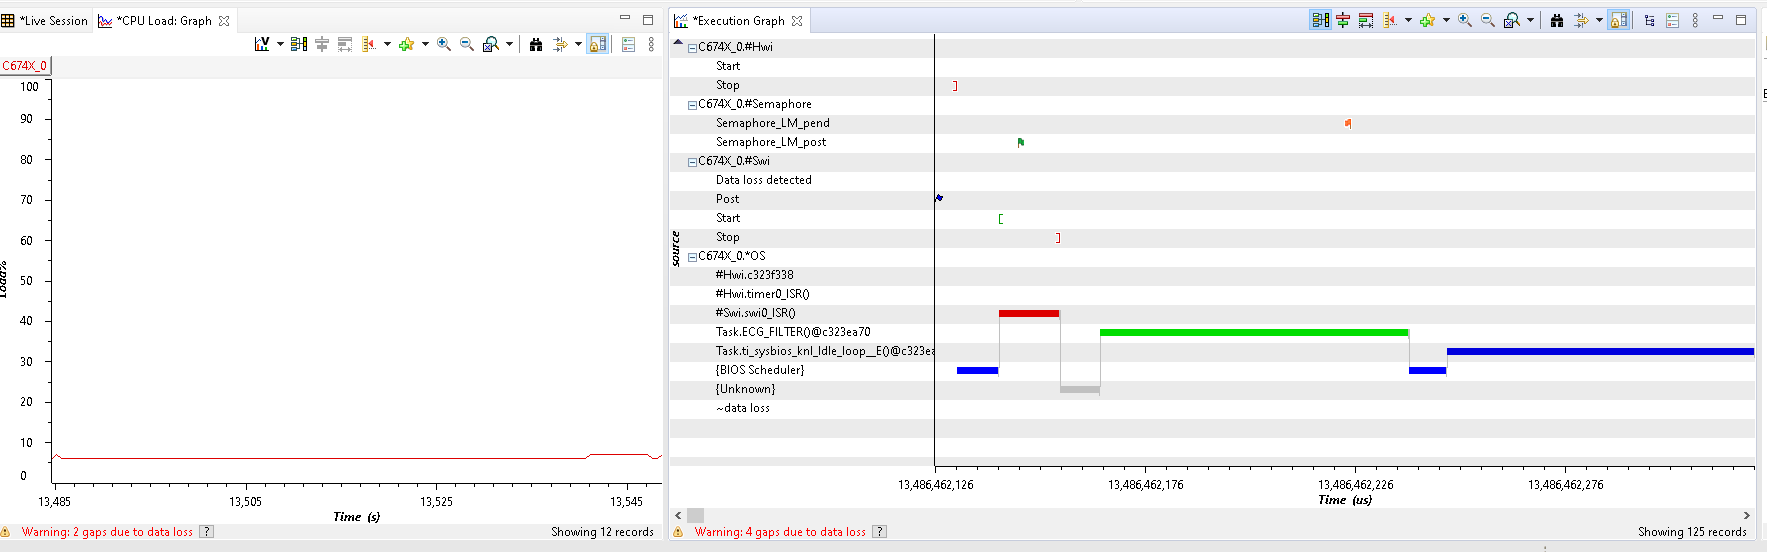 *Live Session
*CPU Load: Graph
C674X_0
100
90
80
70
60
50
40
30
20
10
0
Load%
13,485
13,505
13,525
13,545
Time (s)
Warning: 2 gaps due to data loss
?
Showing 12 records
*Execution Graph
C674X_0.#Hwi
Start
Stop
C674X_0.#Semaphore
Semaphore_LM_pend
Semaphore_LM_post
C674X_0.#Swi
Data loss detected
Post
Start
Stop
C674X_0.*OS
#Hwi.c323f338
#Hwi.timer0_ISR()
#Swi.swi0_ISR()
Task.ECG_FILTER()@c323ea70
Task.ti_sysbios_knl_Idle_loop__E()@c323ea
{BIOS Scheduler}
{Unknown}
~data loss
source
13,486,462,126
13,486,462,176
13,486,462,226
13,486,462,276
Time (us)
Warning: 4 gaps due to data loss
?
Showing 125 records